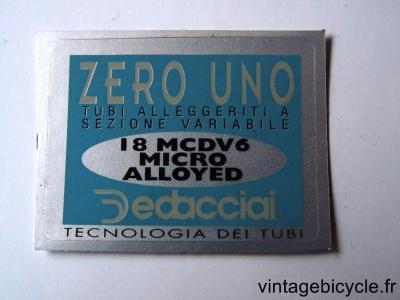 ZERO UNO
TUBI ALLEGGERITI A
SEZIONE VARIABILE
18 MCDV6
MICRO
ALLOYED
Dedacciai
TECNOLOGIA DEI TUBI
vintagebicycle.fr